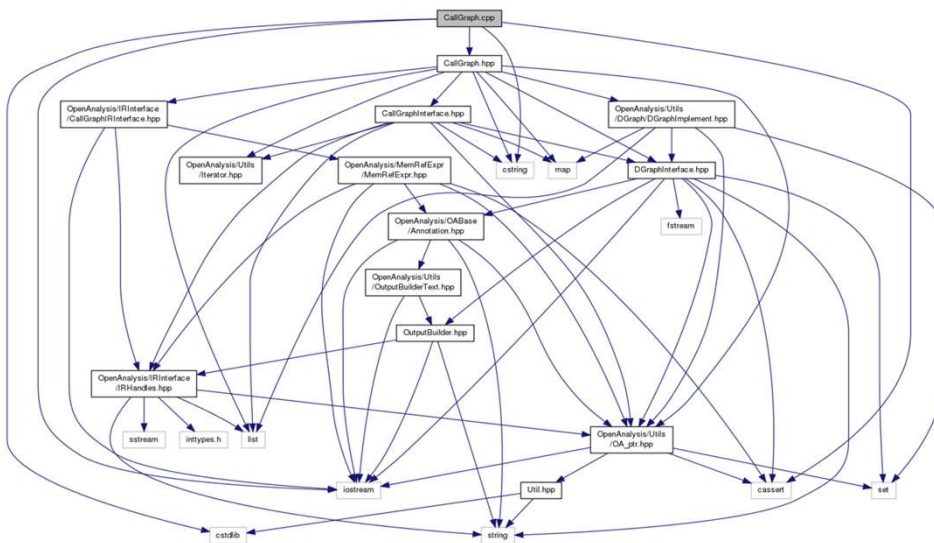 CallGraph.cpp
CallGraph.hpp
OpenAnalysis/IRInterface
/CallGraphIRInterface.hpp
CallGraphInterface.hpp
OpenAnalysis/Utils
/DGraph/DGraphImplement.hpp
OpenAnalysis/Utils
/Iterator.hpp
OpenAnalysis/MemRefExpr
/MemRefExpr.hpp
cstring
map
DGraphInterface.hpp
OpenAnalysis/OABase
/Annotation.hpp
fstream
OpenAnalysis/Utils
/OutputBuilderText.hpp
OutputBuilder.hpp
OpenAnalysis/IRInterface
/IRHandles.hpp
sstream
inttypes.h
list
OpenAnalysis/Utils
/OA_ptr.hpp
iostream
Util.hpp
cassert
set
cstdlib
string